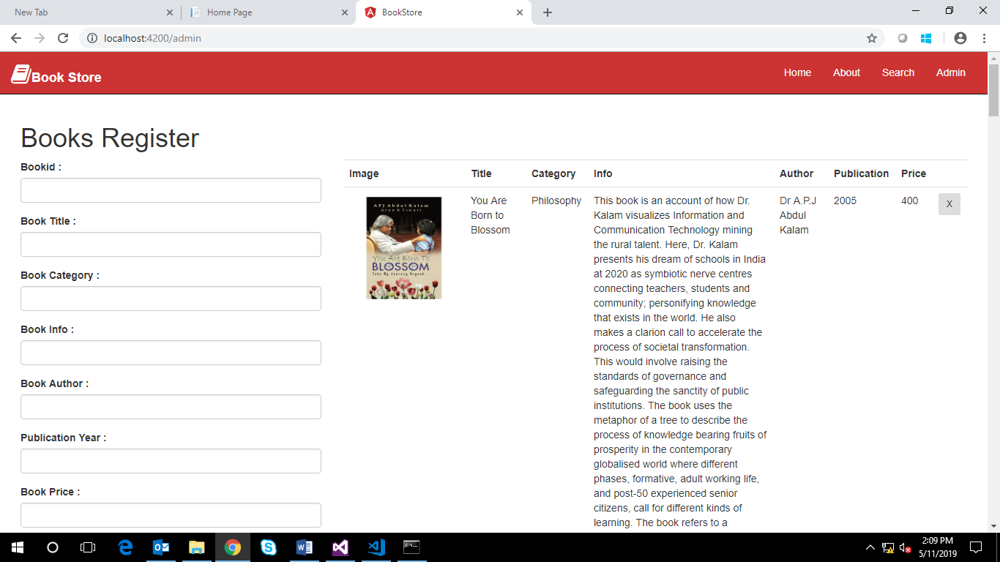 New Tab
Home Page
BookStore
localhost:4200/admin
Book Store
Home
About
Search
Admin
Books Register
Bookid :
Book Title :
Book Category :
Book Info :
Book Author :
Publication Year :
Book Price :
Image Title Category Info Author Publication Price
APJ Abdul Kalam
Arun K Tiwari
You Are Born To
BLOSSOM
Take My Journey Beyond...
You Are
Born to
Blossom
Philosophy
This book is an account of how Dr.
Kalam visualizes Information and
Communication Technology mining
the rural talent. Here, Dr. Kalam
presents his dream of schools in India
at 2020 as symbiotic nerve centres
connecting teachers, students and
community; personifying knowledge
that exists in the world. He also
makes a clarion call to accelerate the
process of societal transformation.
This would involve raising the
standards of governance and
safeguarding the sanctity of public
institutions. The book uses the
metaphor of a tree to describe the
process of knowledge bearing fruits of
prosperity in the contemporary
globalised world where different
phases, formative, adult working life,
and post-50 experienced senior
citizens, call for different kinds of
learning. The book refers to a
Dr A.P.J
Abdul
Kalam
2005
400
X
2:09 PM
5/11/2019